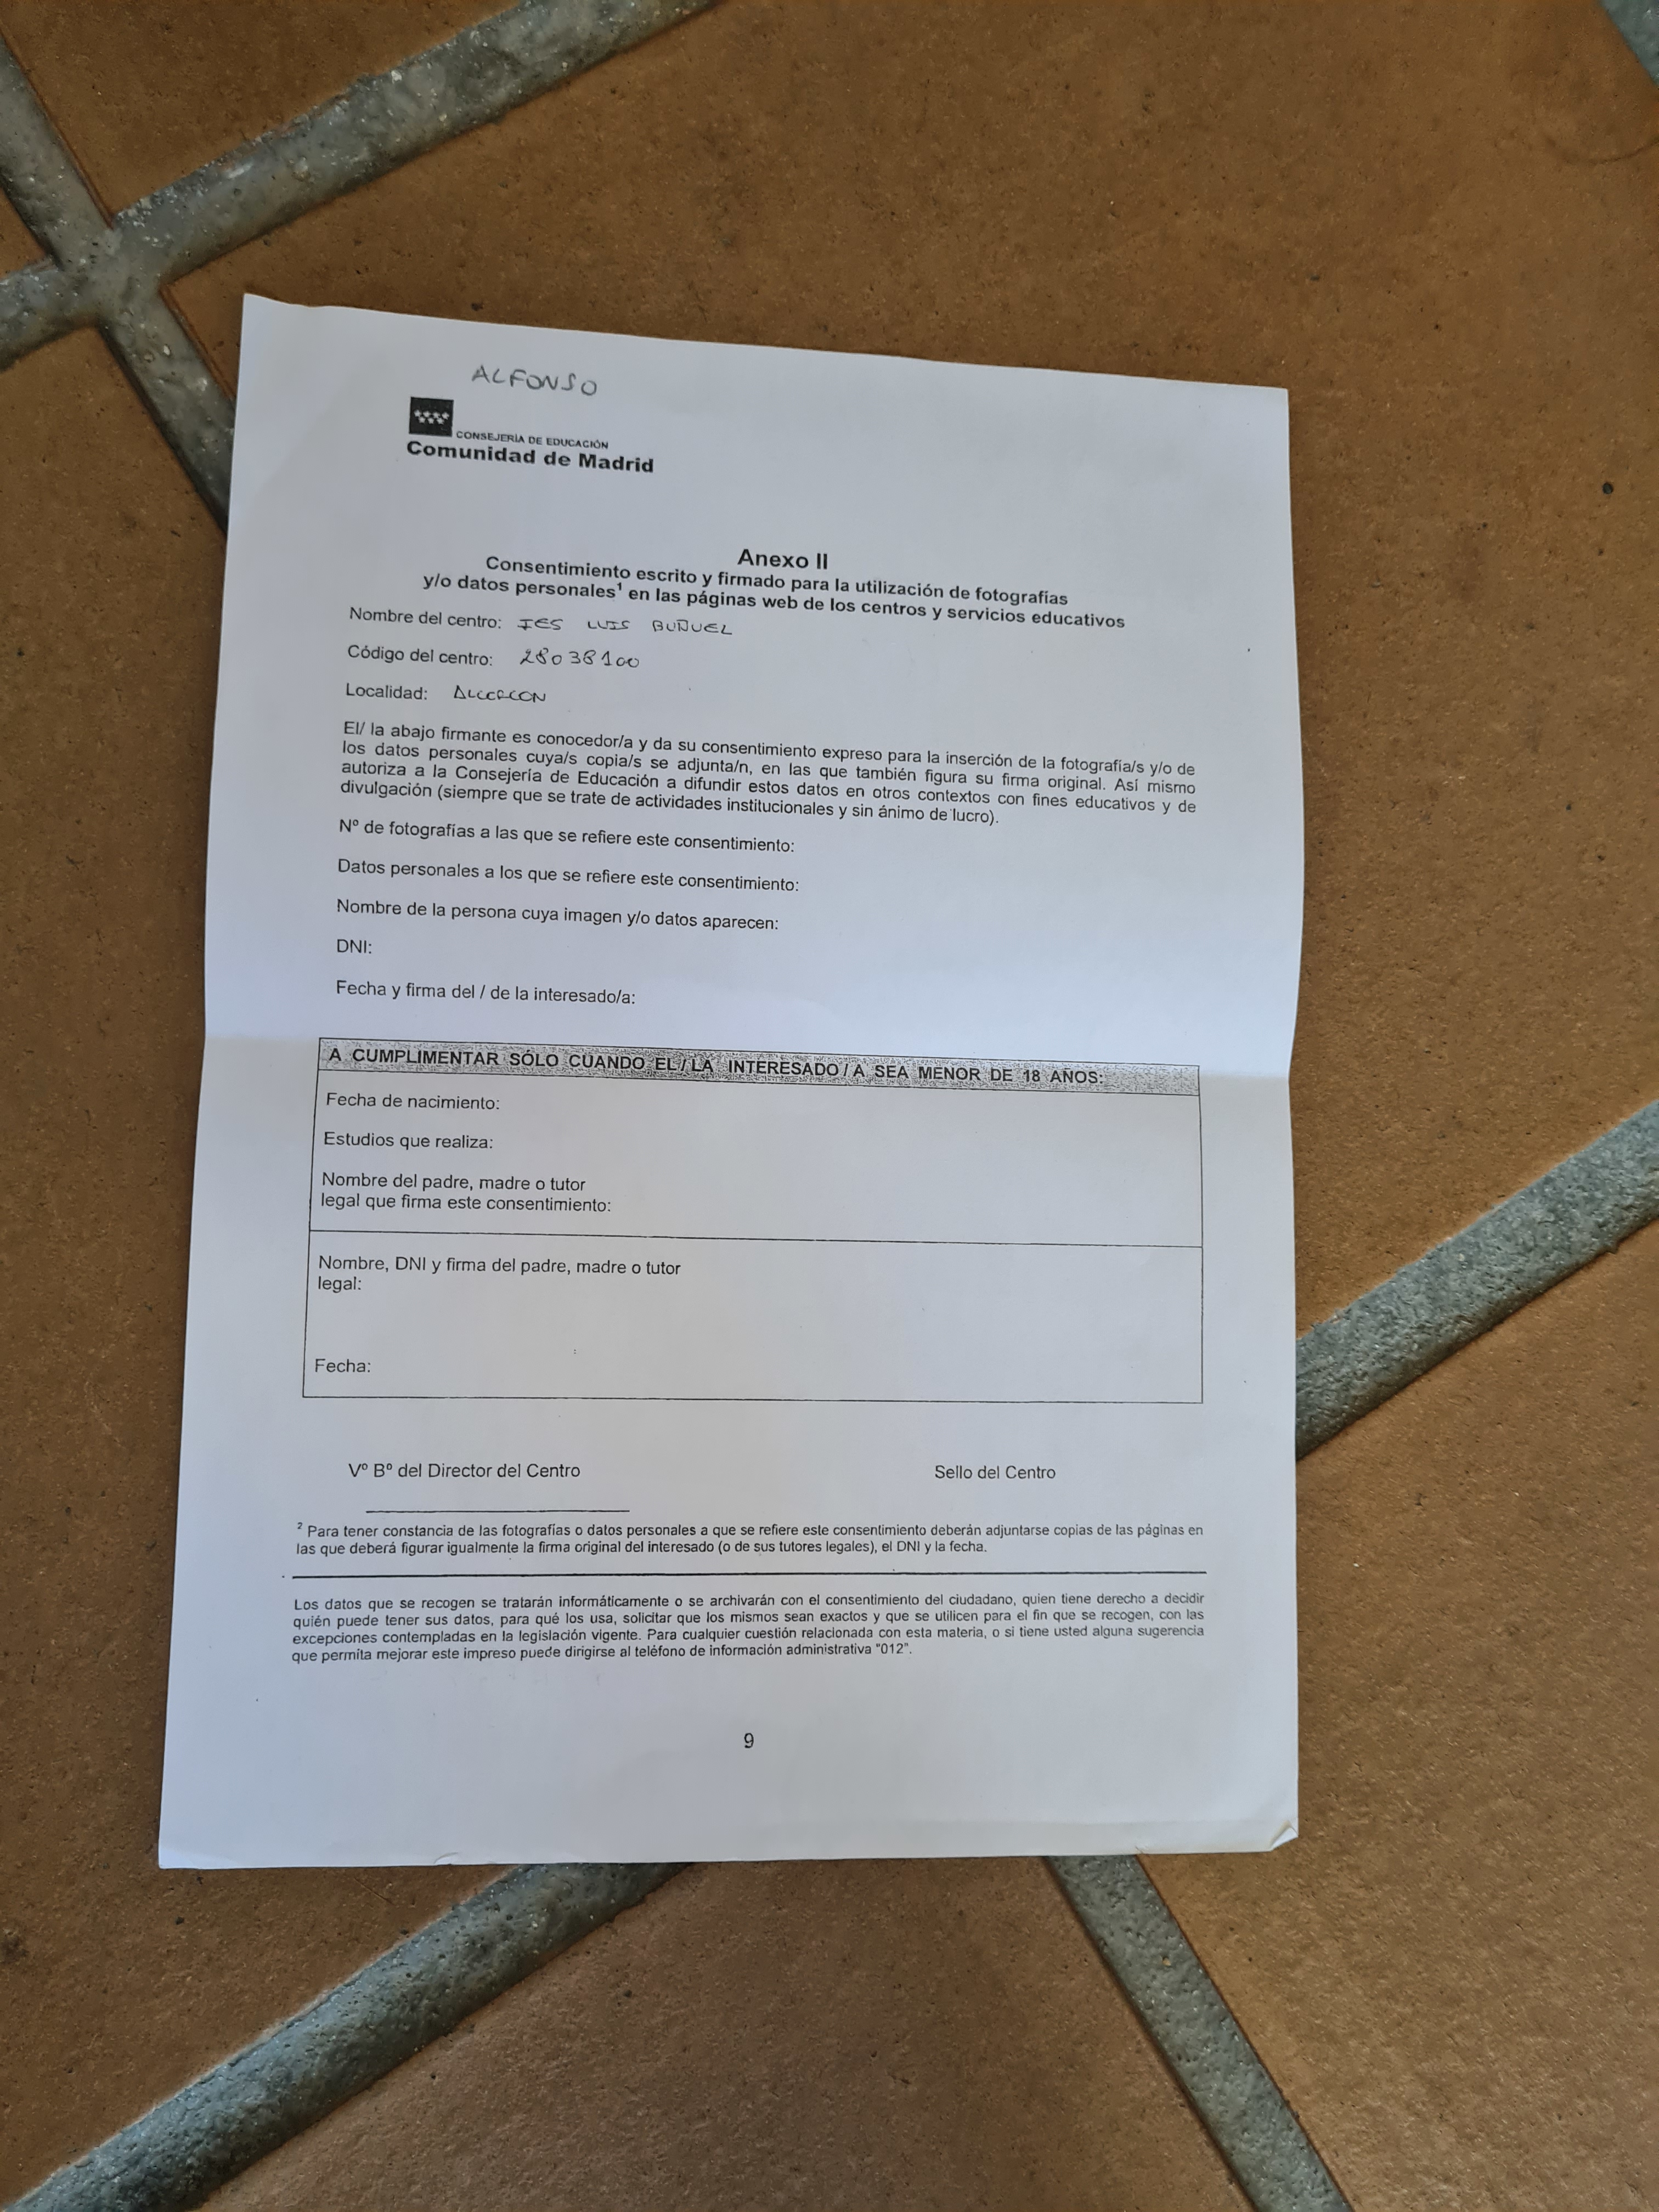 ALFONSO
CONSEJERÍA DE EDUCACIÓN
Comunidad de Madrid
Anexo II
Consentimiento escrito y firmado para la utilización de fotografías
y/o datos personales¹ en las páginas web de los centros y servicios educativos
Nombre del centro: IES LUIS BUÑUEL
Código del centro: 28038100
Localidad: ALCORCON
El/ la abajo firmante es conocedor/a y da su consentimiento expreso para la inserción de la fotografía/s y/o de
los datos personales cuya/s copia/s se adjunta/n, en las que también figura su firma original. Así mismo
autoriza a la Consejería de Educación a difundir estos datos en otros contextos con fines educativos y de
divulgación (siempre que se trate de actividades institucionales y sin ánimo de lucro).
Nº de fotografías a las que se refiere este consentimiento:
Datos personales a los que se refiere este consentimiento:
Nombre de la persona cuya imagen y/o datos aparecen:
DNI:
Fecha y firma del / de la interesado/a:
A CUMPLIMENTAR SÓLO CUANDO EL / LA INTERESADO / A SEA MENOR DE 18 AÑOS:
Fecha de nacimiento:
Estudios que realiza:
Nombre del padre, madre o tutor
legal que firma este consentimiento:
Nombre, DNI y firma del padre, madre o tutor
legal:
Fecha:
Vº Bº del Director del Centro
Sello del Centro
² Para tener constancia de las fotografías o datos personales a que se refiere este consentimiento deberán adjuntarse copias de las páginas en
las que deberá figurar igualmente la firma original del interesado (o de sus tutores legales), el DNI y la fecha.
Los datos que se recogen se tratarán informáticamente o se archivarán con el consentimiento del ciudadano, quien tiene derecho a decidir
quién puede tener sus datos, para qué los usa, solicitar que los mismos sean exactos y que se utilicen para el fin que se recogen, con las
excepciones contempladas en la legislación vigente. Para cualquier cuestión relacionada con esta materia, o si tiene usted alguna sugerencia
que permita mejorar este impreso puede dirigirse al teléfono de información administrativa "012".
9